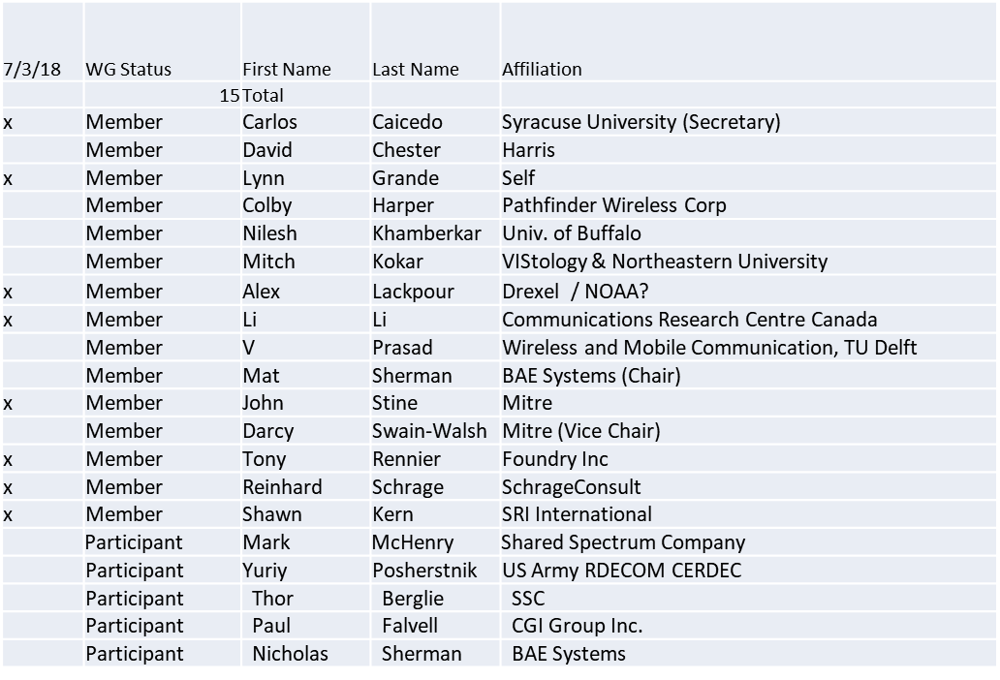 7/3/18 WG Status First Name Last Name Affiliation
15 Total
x Member Carlos Caicedo Syracuse University (Secretary)
Member David Chester Harris
x Member Lynn Grande Self
Member Colby Harper Pathfinder Wireless Corp
Member Nilesh Khamberkar Univ. of Buffalo
Member Mitch Kokar VIStology & Northeastern University
x Member Alex Lackpour Drexel / NOAA?
x Member Li Li Communications Research Centre Canada
Member V Prasad Wireless and Mobile Communication, TU Delft
Member Mat Sherman BAE Systems (Chair)
x Member John Stine Mitre
Member Darcy Swain-Walsh Mitre (Vice Chair)
x Member Tony Rennier Foundry Inc
x Member Reinhard Schrage SchrageConsult
x Member Shawn Kern SRI International
Participant Mark McHenry Shared Spectrum Company
Participant Yuriy Posherstnik US Army RDECOM CERDEC
Participant Thor Berglie SSC
Participant Paul Falvell CGI Group Inc.
Participant Nicholas Sherman BAE Systems